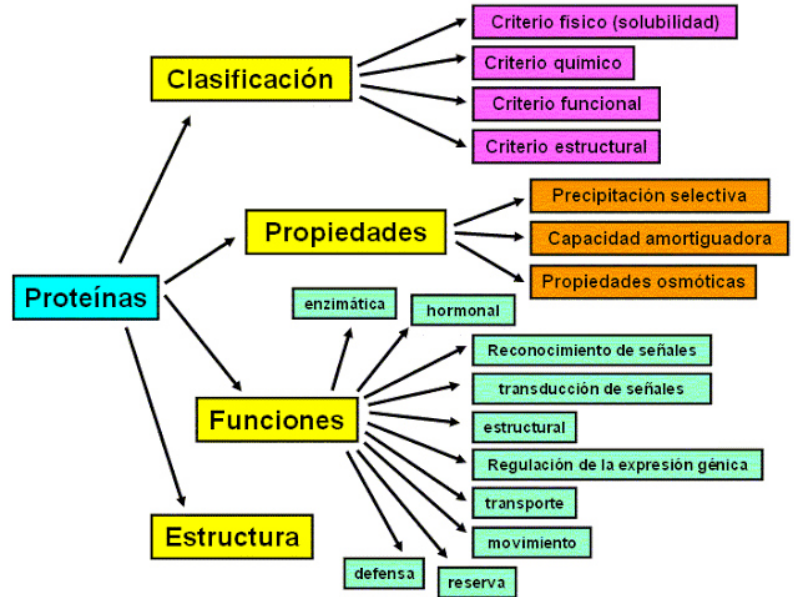 Proteínas
Clasificación
Criterio físico (solubilidad)
Criterio químico
Criterio funcional
Criterio estructural
Propiedades
Precipitación selectiva
Capacidad amortiguadora
Propiedades osmóticas
Funciones
enzimática
hormonal
Reconocimiento de señales
transducción de señales
estructural
Regulación de la expresión génica
transporte
movimiento
reserva
defensa
Estructura